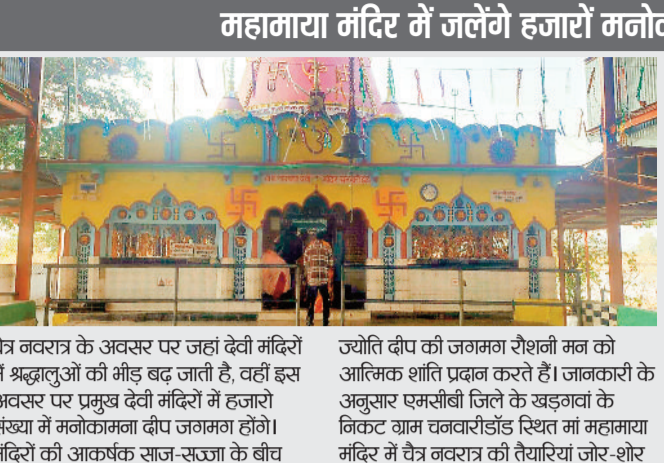 महामाया मंदिर में जलेंगे हजारों
नवरात्र के अवसर पर जहां देवी मंदिरों
श्रद्धालुओं की भीड़ बढ़ जाती है, वहीं इस
अवसर पर प्रमुख देवी मंदिरों में हजारो
संख्या में मनोकामना दीप जगमग होंगे।
मंदिरों की आकर्षक साज-सज्जा के बीच
ज्योति दीप की जगमग रौशनी मन को
आत्मिक शांति प्रदान करते हैं। जानकारी के
अनुसार एमसीबी जिले के खड़गवां के
निकट ग्राम चनवारीडॉड स्थित मां महामाया
मंदिर में चैत्र नवरात्र की तैयारियां जोर-शोर